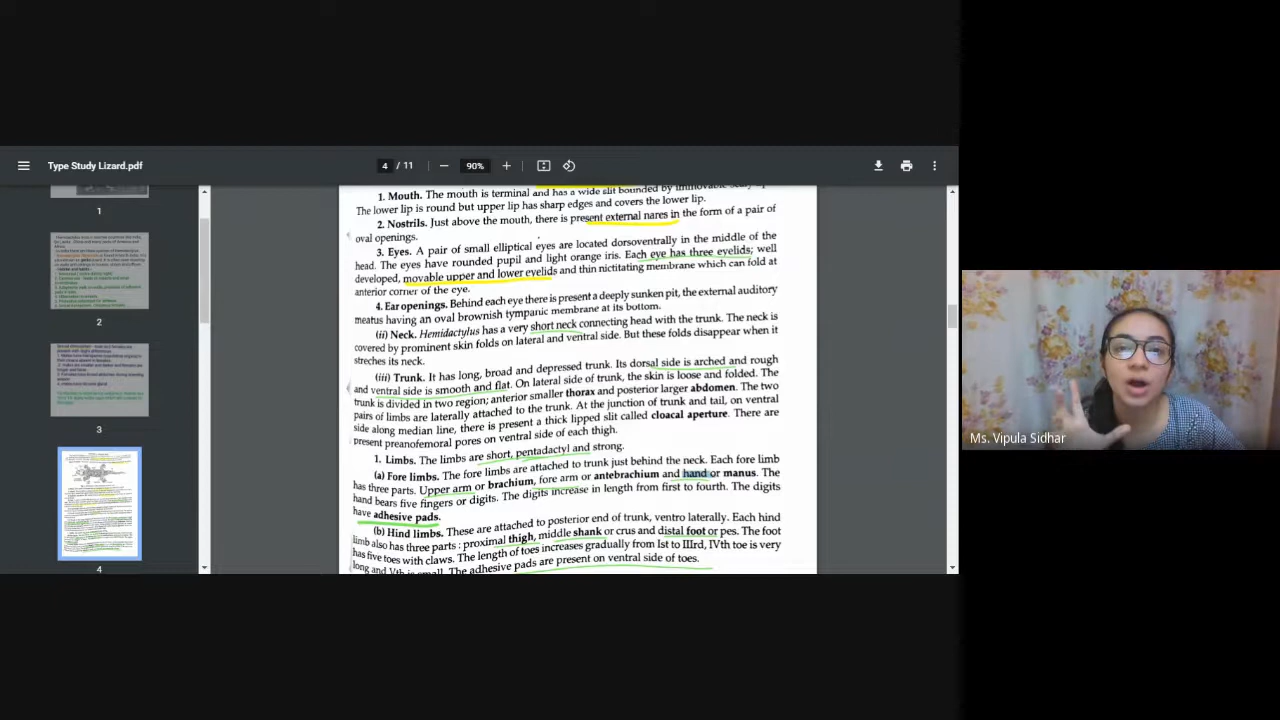 Type Study Lizard.pdf
4 / 11
90%
1
2
3
4
1. Mouth. The mouth is terminal and has a wide slit bounded by immovable
The lower lip is round but upper lip has sharp edges and covers the lower lip.
2. Nostrils. Just above the mouth, there is present external nares in the form of a pair of
oval openings.
3. Eyes. A pair of small elliptical eyes are located dorsoventrally in the middle of the
head. The eyes have rounded pupil and light orange iris. Each eye has three eyelids; well
developed, movable upper and lower eyelids and thin nictitating membrane which can fold at
anterior corner of the eye.
4. Ear openings. Behind each eye there is present a deeply sunken pit, the external auditory
meatus having an oval brownish tympanic membrane at its bottom.
(ii) Neck. Hemidactylus has a very short neck connecting head with the trunk. The neck is
covered by prominent skin folds on lateral and ventral side. But these folds disappear when it
streches its neck.
(iii) Trunk. It has long, broad and depressed trunk. Its dorsal side is arched and rough
and ventral side is smooth and flat. On lateral side of trunk, the skin is loose and folded. The
trunk is divided in two region; anterior smaller thorax and posterior larger abdomen. The two
pairs of limbs are laterally attached to the trunk. At the junction of trunk and tail, on ventral
side along median line, there is present a thick lipped slit called cloacal aperture. There are
present preanofemoral pores on ventral side of each thigh.
1. Limbs. The limbs are short, pentadactyl and strong.
(a) Fore limbs. The fore limbs are attached to trunk just behind the neck. Each fore limb
has three parts. Upper arm or brachium, fore arm or antebrachium and hand or manus. The
hand bears five fingers or digits. The digits increase in length from first to fourth. The digits
have adhesive pads.
(b) Hind limbs. These are attached to posterior end of trunk, ventro laterally. Each hind
limb also has three parts : proximal thigh, middle shank or crus and distal foot or pes. The foot
has five toes with claws. The length of toes increases gradually from Ist to IIIrd, IVth toe is very
long and Vth is small. The adhesive pads are present on ventral side of toes.
Ms. Vipula Sidhar